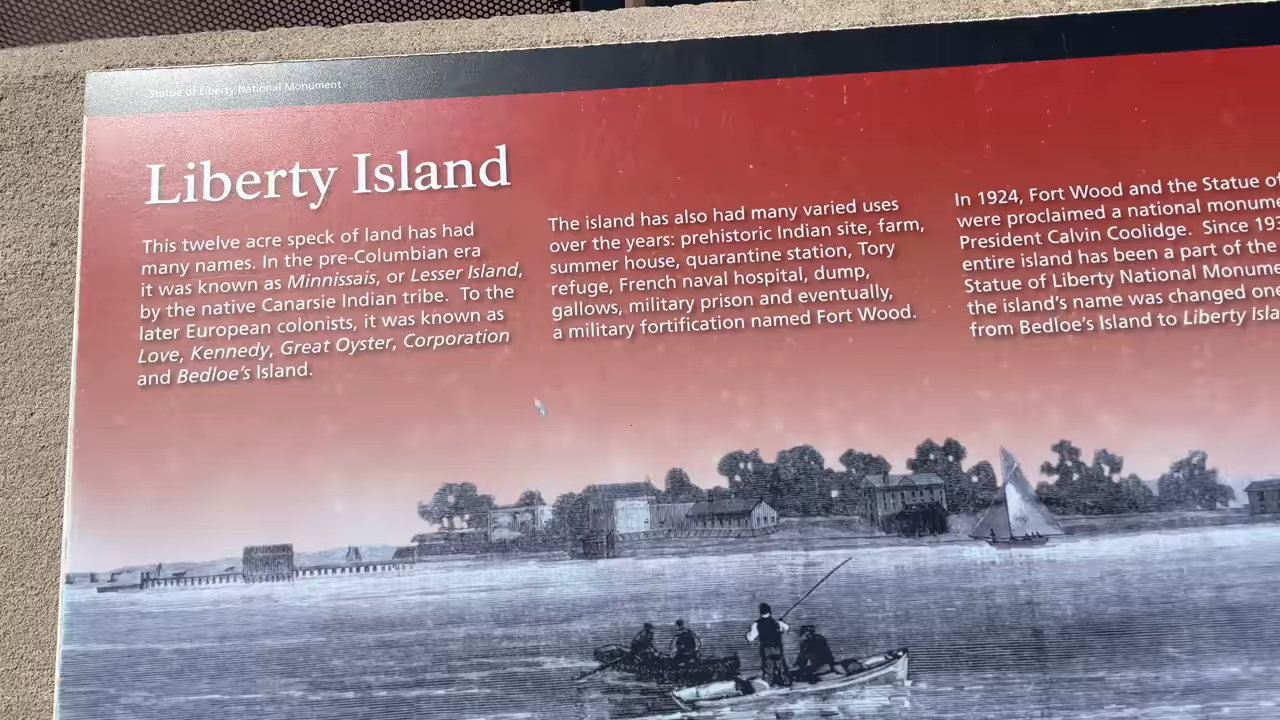 Statue of Liberty National Monument
Liberty Island
This twelve acre speck of land has had
many names. In the pre-Columbian era
it was known as Minnissais, or Lesser Island,
by the native Canarsie Indian tribe. To the
later European colonists, it was known as
Love, Kennedy, Great Oyster, Corporation
and Bedloe's Island.
The island has also had many varied uses
over the years: prehistoric Indian site, farm,
summer house, quarantine station, Tory
refuge, French naval hospital, dump,
gallows, military prison and eventually,
a military fortification named Fort Wood.
In 1924, Fort Wood and the Statue of
were proclaimed a national
President Calvin Coolidge. Since
entire island has been a part of the
Statue of Liberty National
the island's name was changed
from Bedloe's Island to Liberty